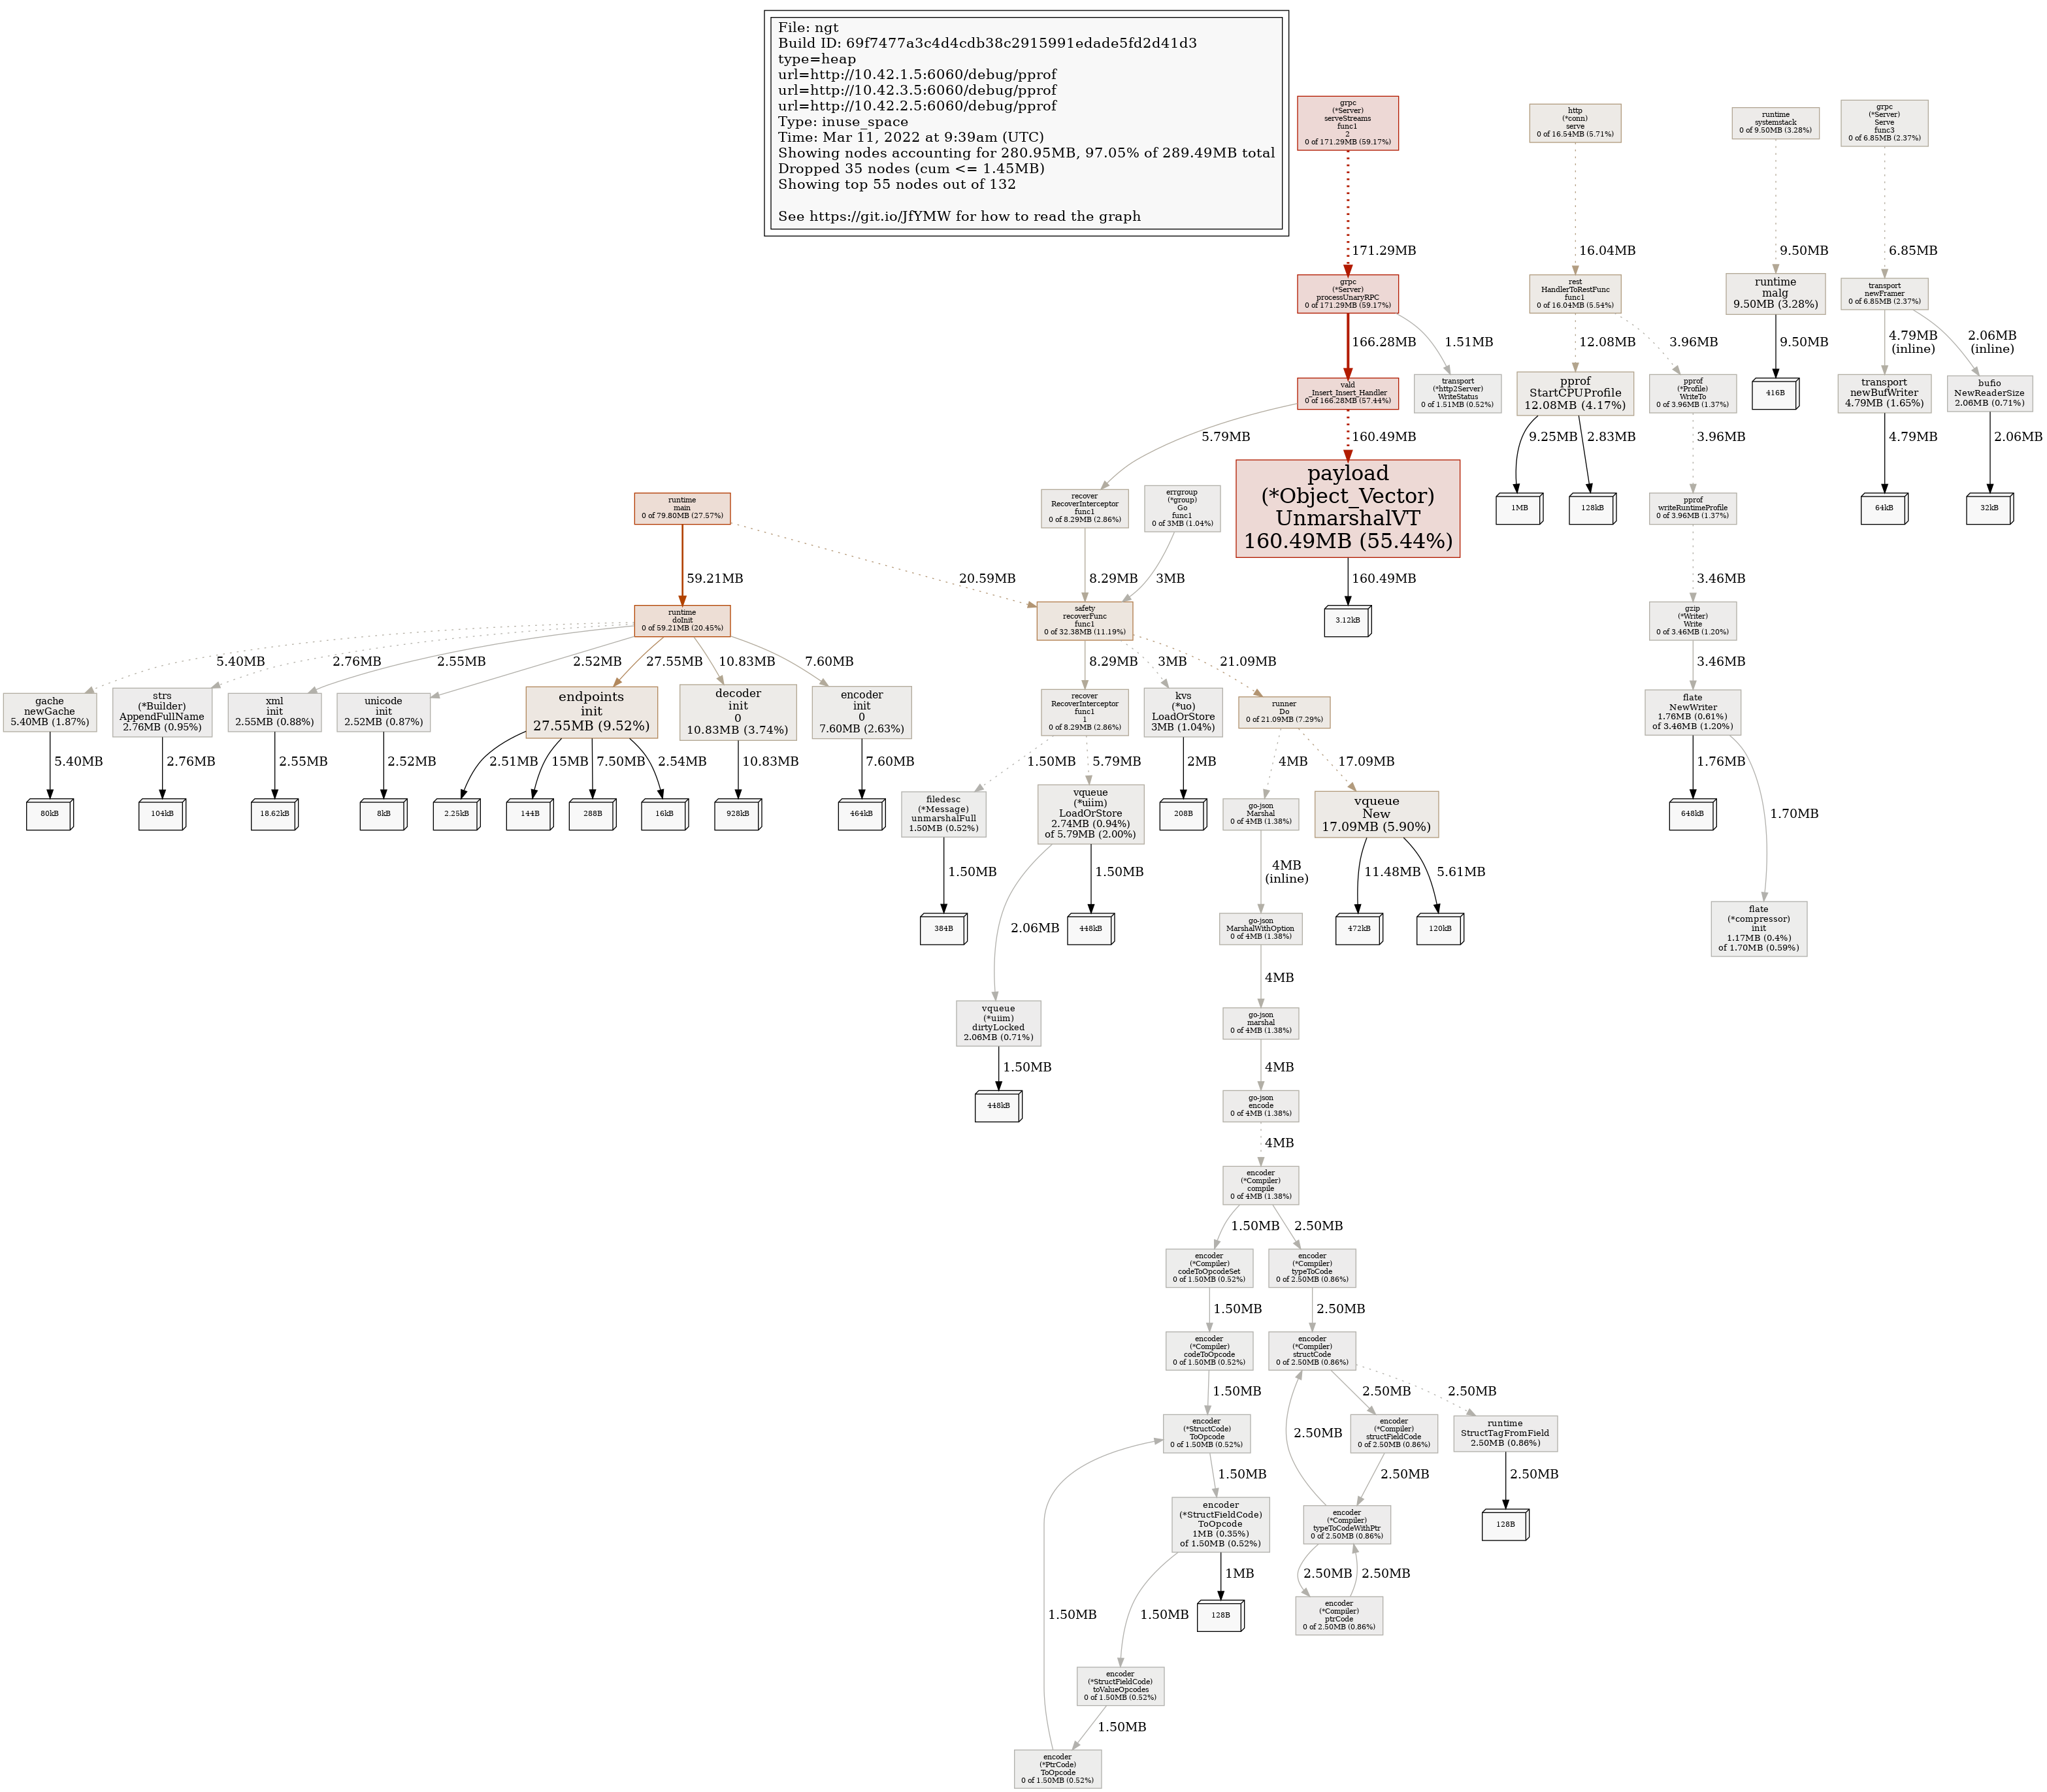 File: ngt
Build ID: 69f7477a3c4d4cdb38c2915991edade5fd2d41d3
type=heap
url=http://10.42.1.5:6060/debug/pprof
url=http://10.42.3.5:6060/debug/pprof
url=http://10.42.2.5:6060/debug/pprof
Type: inuse_space
Time: Mar 11, 2022 at 9:39am (UTC)
Showing nodes accounting for 280.95MB, 97.05% of 289.49MB total
Dropped 35 nodes (cum <= 1.45MB)
Showing top 55 nodes out of 132
See https://git.io/JfYMW for how to read the graph
grpc
(*Server)
serveStreams
func1
2
0 of 171.29MB (59.17%)
http
(*conn)
serve
0 of 16.54MB (5.71%)
runtime
systemstack
0 of 9.50MB (3.28%)
grpc
(*Server)
Serve
func3
0 of 6.85MB (2.37%)
171.29MB
16.04MB
9.50MB
6.85MB
grpc
(*Server)
processUnaryRPC
0 of 171.29MB (59.17%)
rest
HandlerToRestFunc
func1
0 of 16.04MB (5.54%)
runtime
malg
9.50MB (3.28%)
transport
newFramer
0 of 6.85MB (2.37%)
166.28MB
1.51MB
12.08MB
3.96MB
9.50MB
4.79MB
(inline)
2.06MB
(inline)
vald
_Insert_Insert_Handler
0 of 166.28MB (57.44%)
transport
(*http2Server)
WriteStatus
0 of 1.51MB (0.52%)
pprof
StartCPUProfile
12.08MB (4.17%)
pprof
(*Profile)
WriteTo
0 of 3.96MB (1.37%)
416B
transport
newBufWriter
4.79MB (1.65%)
bufio
NewReaderSize
2.06MB (0.71%)
5.79MB
160.49MB
9.25MB
2.83MB
3.96MB
4.79MB
2.06MB
runtime
main
0 of 79.80MB (27.57%)
recover
RecoverInterceptor
func1
0 of 8.29MB (2.86%)
errgroup
(*group)
Go
func1
0 of 3MB (1.04%)
payload
(*Object_Vector)
UnmarshalVT
160.49MB (55.44%)
1MB
128kB
pprof
writeRuntimeProfile
0 of 3.96MB (1.37%)
64kB
32kB
59.21MB
20.59MB
8.29MB
3MB
160.49MB
3.46MB
runtime
doInit
0 of 59.21MB (20.45%)
safety
recoverFunc
func1
0 of 32.38MB (11.19%)
3.12kB
gzip
(*Writer)
Write
0 of 3.46MB (1.20%)
5.40MB
2.76MB
2.55MB
2.52MB
27.55MB
10.83MB
7.60MB
8.29MB
3MB
21.09MB
3.46MB
gache
newGache
5.40MB (1.87%)
strs
(*Builder)
AppendFullName
2.76MB (0.95%)
xml
init
2.55MB (0.88%)
unicode
init
2.52MB (0.87%)
endpoints
init
27.55MB (9.52%)
decoder
init
0
10.83MB (3.74%)
encoder
init
0
7.60MB (2.63%)
recover
RecoverInterceptor
func1
1
0 of 8.29MB (2.86%)
kvs
(*uo)
LoadOrStore
3MB (1.04%)
runner
Do
0 of 21.09MB (7.29%)
flate
NewWriter
1.76MB (0.61%)
of 3.46MB (1.20%)
5.40MB
2.76MB
2.55MB
2.52MB
2.51MB
15MB
7.50MB
2.54MB
10.83MB
7.60MB
1.50MB
5.79MB
2MB
4MB
17.09MB
1.76MB
1.70MB
80kB
104kB
18.62kB
8kB
2.25kB
144B
288B
16kB
928kB
464kB
filedesc
(*Message)
unmarshalFull
1.50MB (0.52%)
vqueue
(*uiim)
LoadOrStore
2.74MB (0.94%)
of 5.79MB (2.00%)
208B
go-json
Marshal
0 of 4MB (1.38%)
vqueue
New
17.09MB (5.90%)
648kB
1.50MB
2.06MB
1.50MB
4MB
(inline)
11.48MB
5.61MB
384B
448kB
go-json
MarshalWithOption
0 of 4MB (1.38%)
472kB
120kB
flate
(*compressor)
init
1.17MB (0.4%)
of 1.70MB (0.59%)
4MB
vqueue
(*uiim)
dirtyLocked
2.06MB (0.71%)
go-json
marshal
0 of 4MB (1.38%)
1.50MB
4MB
448kB
go-json
encode
0 of 4MB (1.38%)
4MB
encoder
(*Compiler)
compile
0 of 4MB (1.38%)
1.50MB
2.50MB
encoder
(*Compiler)
codeToOpcodeSet
0 of 1.50MB (0.52%)
encoder
(*Compiler)
typeToCode
0 of 2.50MB (0.86%)
1.50MB
2.50MB
encoder
(*Compiler)
codeToOpcode
0 of 1.50MB (0.52%)
encoder
(*Compiler)
structCode
0 of 2.50MB (0.86%)
1.50MB
2.50MB
2.50MB
encoder
(*StructCode)
ToOpcode
0 of 1.50MB (0.52%)
2.50MB
encoder
(*Compiler)
structFieldCode
0 of 2.50MB (0.86%)
runtime
StructTagFromField
2.50MB (0.86%)
1.50MB
2.50MB
2.50MB
encoder
(*StructFieldCode)
ToOpcode
1MB (0.35%)
of 1.50MB (0.52%)
encoder
(*Compiler)
typeToCodeWithPtr
0 of 2.50MB (0.86%)
128B
1MB
2.50MB
2.50MB
1.50MB
1.50MB
128B
encoder
(*Compiler)
ptrCode
0 of 2.50MB (0.86%)
encoder
(*StructFieldCode)
toValueOpcodes
0 of 1.50MB (0.52%)
1.50MB
encoder
(*PtrCode)
ToOpcode
0 of 1.50MB (0.52%)